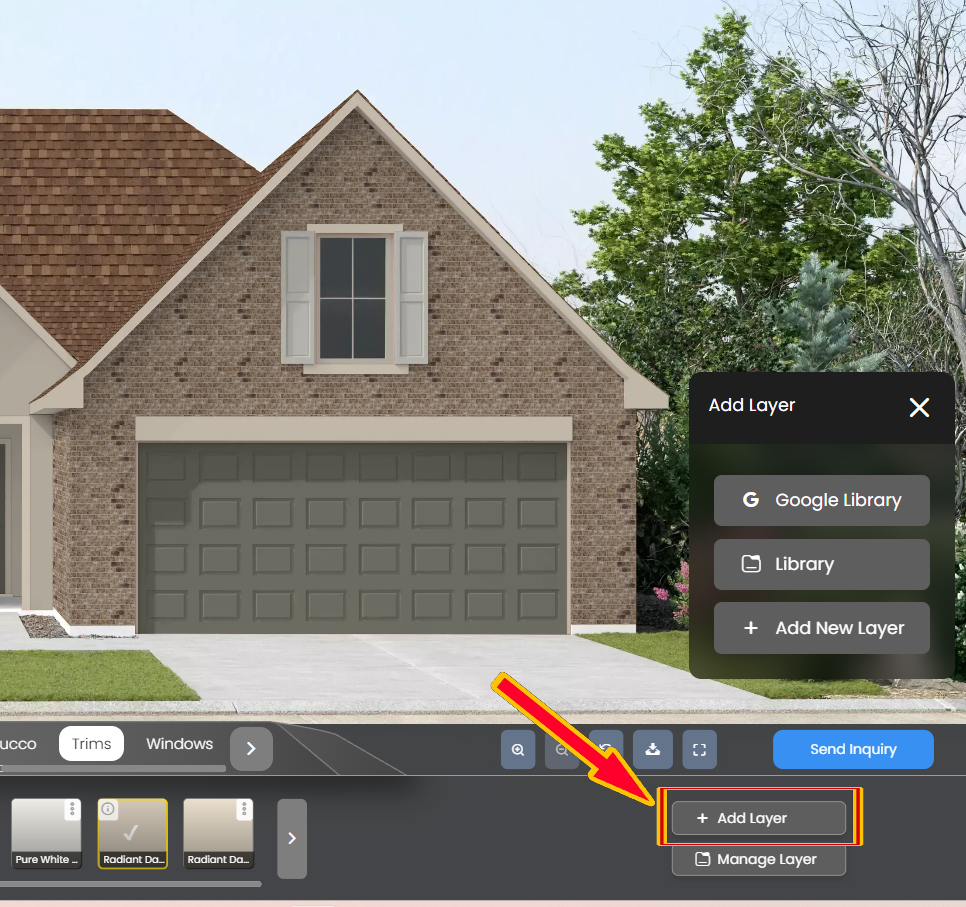 Add Layer
Google Library
Library
Add New Layer
ucco Trims Windows
Send Inquiry
Pure White ... Radiant Da... Radiant Da...
+ Add Layer
Manage Layer